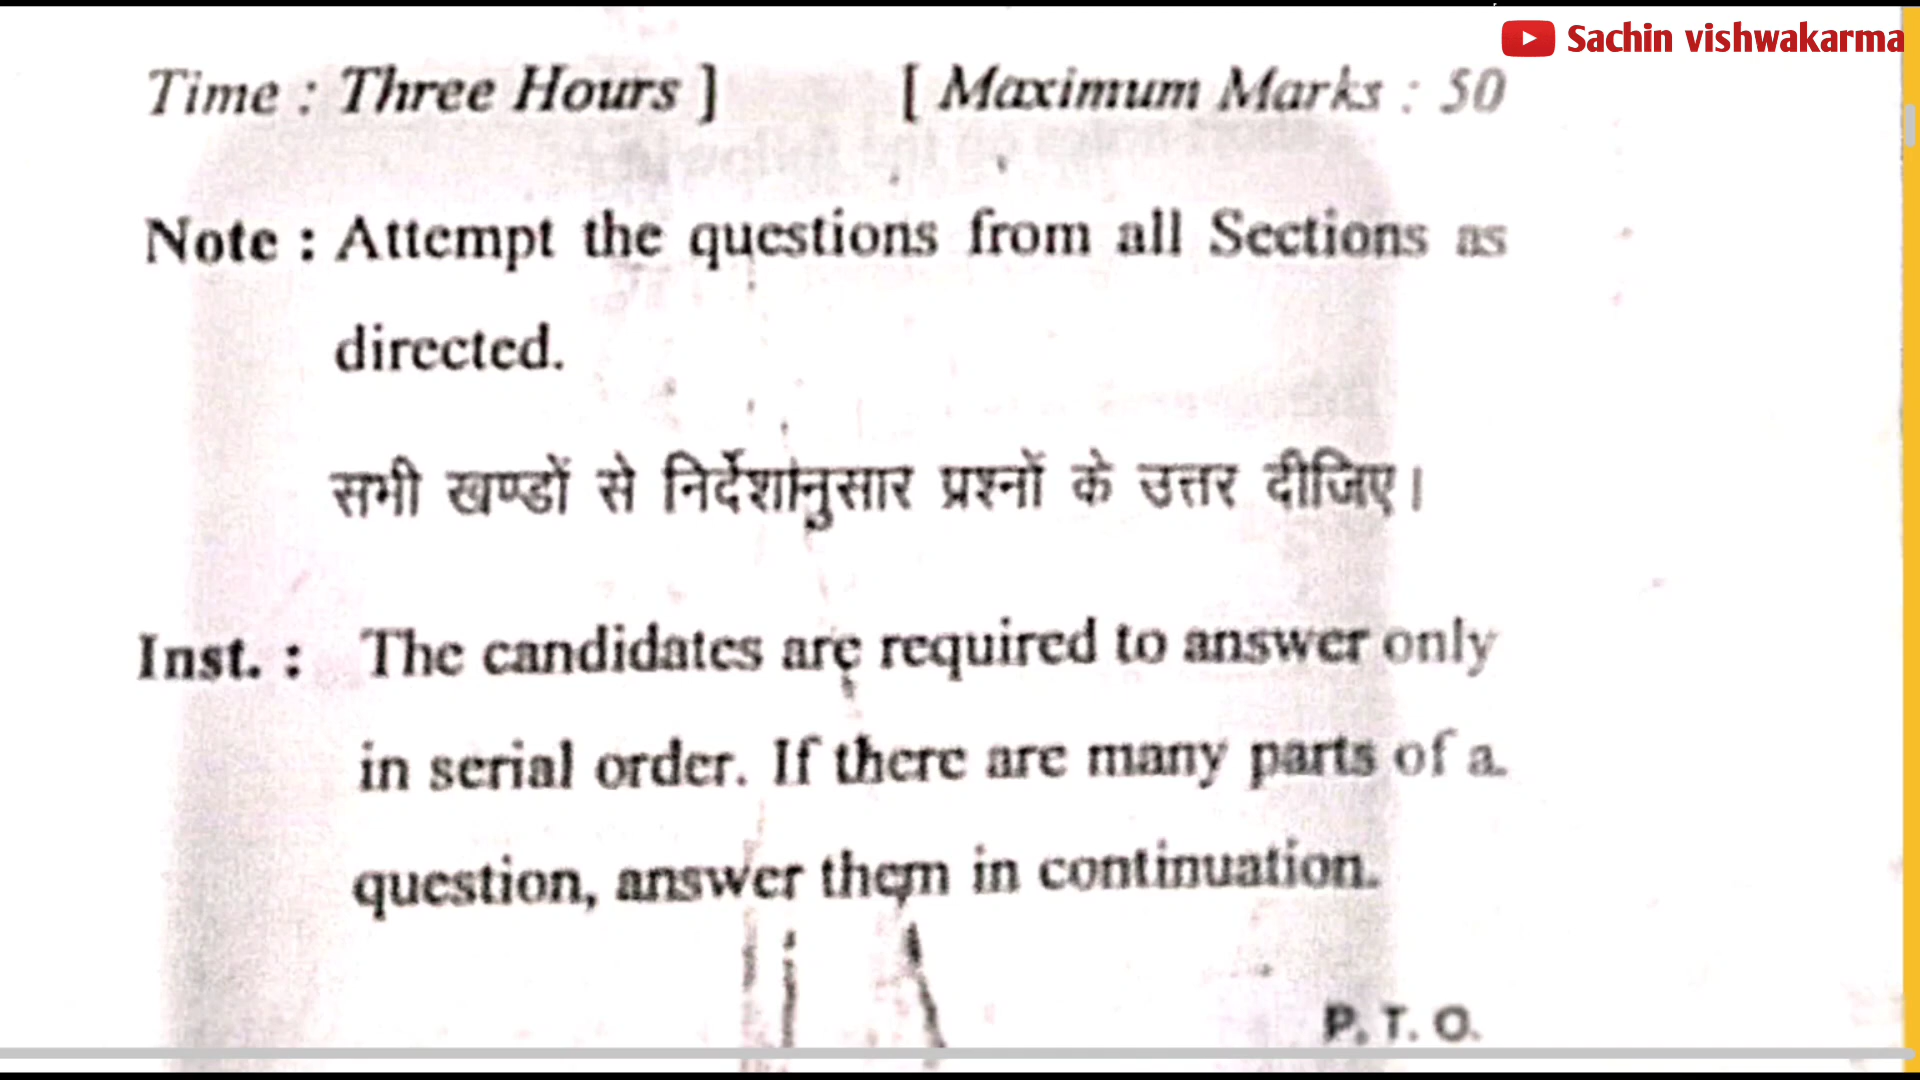 Sachin vishwakarma
Time : Three Hours ] [ Maximum Marks : 50
Note : Attempt the questions from all Sections as
directed.
सभी खण्डों से निर्देशानुसार प्रश्नों के उत्तर दीजिए।
Inst. : The candidates are required to answer only
in serial order. If there are many parts of a
question, answer them in continuation.
P. T. O.